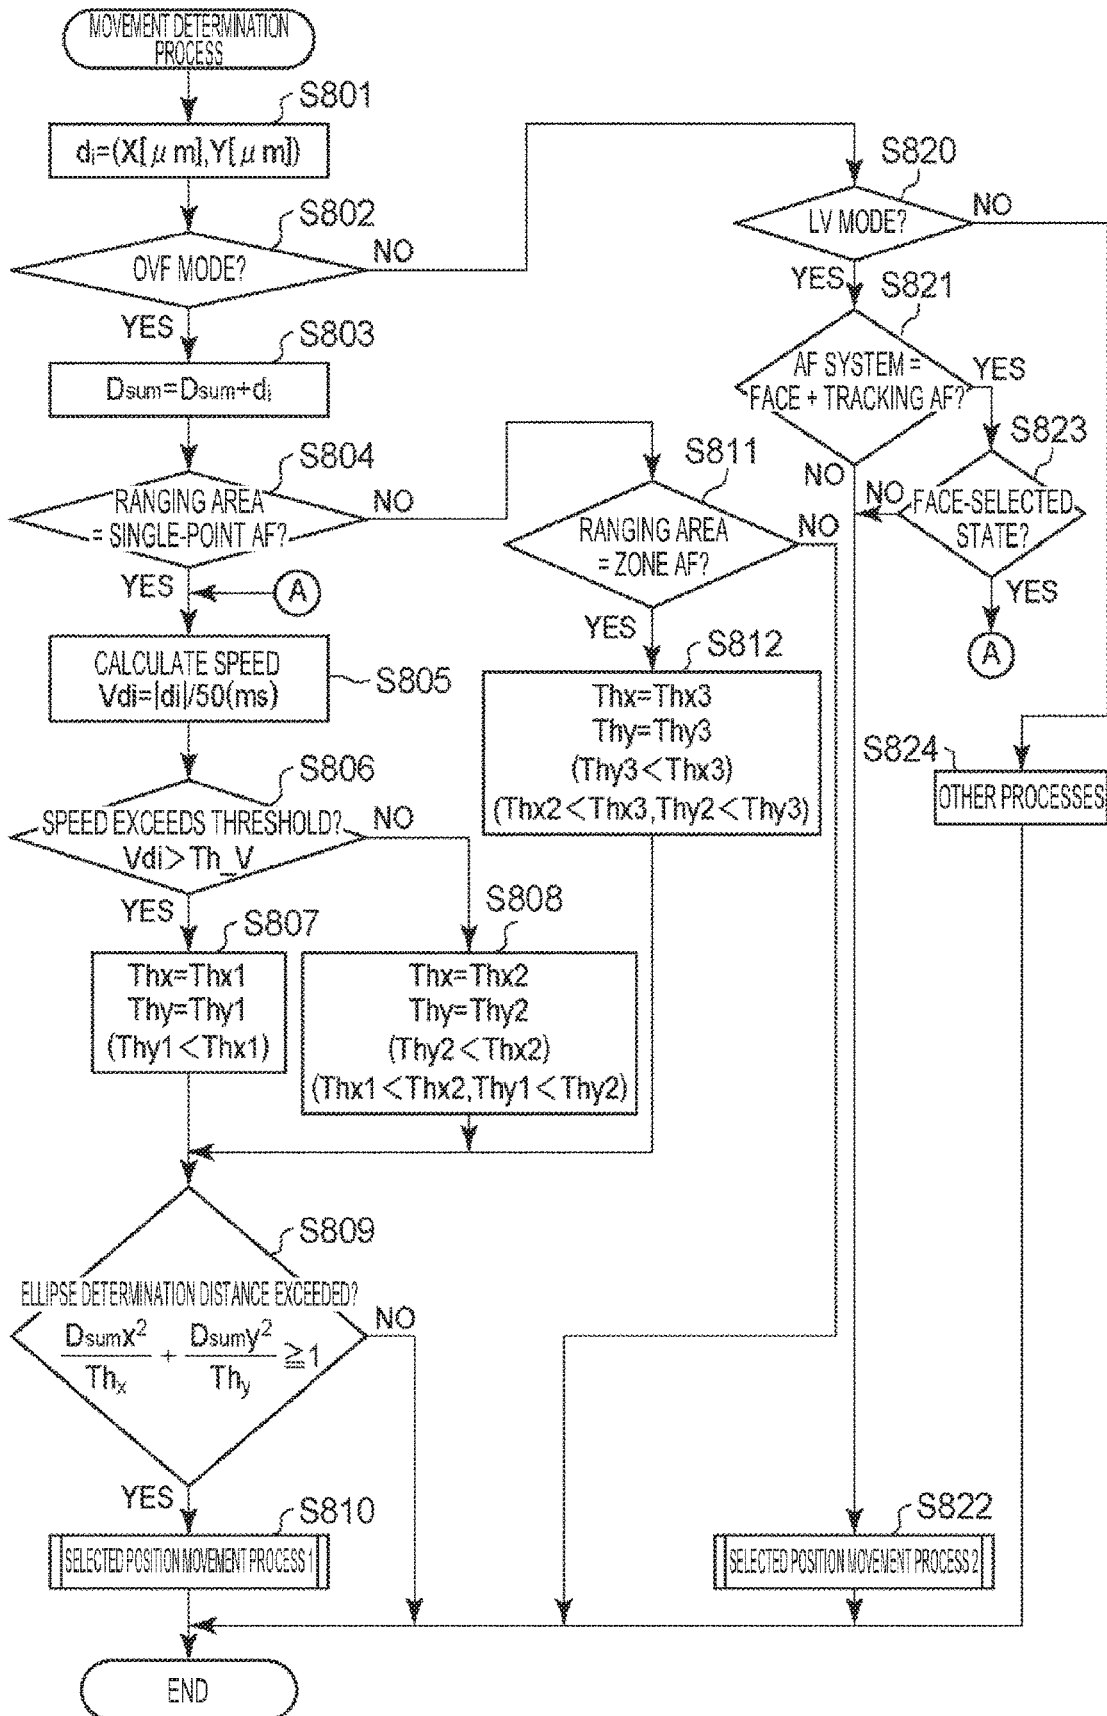 MOVEMENT DETERMINATION
PROCESS
S801
di=(X[μm],Y[μm])
S802
OVF MODE?
NO
YES
S803
Dsum=Dsum+di
S804
RANGING AREA
= SINGLE-POINT AF?
NO
YES
A
CALCULATE SPEED
Vdi=|di|/50(ms)
S805
S806
SPEED EXCEEDS THRESHOLD?
Vdi>Th_V
NO
YES
S807
Thx=Thx1
Thy=Thy1
(Thy1<Thx1)
S808
Thx=Thx2
Thy=Thy2
(Thy2<Thx2)
(Thx1<Thx2,Thy1<Thy2)
S809
ELLIPSE DETERMINATION DISTANCE EXCEEDED?
Dsumx²/Thx + Dsumy²/Thy ≧1
NO
YES
S810
SELECTED POSITION MOVEMENT PROCESS 1
END
S811
RANGING AREA
= ZONE AF?
NO
YES
S812
Thx=Thx3
Thy=Thy3
(Thy3<Thx3)
(Thx2<Thx3,Thy2<Thy3)
S820
LV MODE?
NO
YES
S821
AF SYSTEM =
FACE + TRACKING AF?
YES
NO
S823
FACE-SELECTED
STATE?
NO
YES
A
S824
OTHER PROCESSES
S822
SELECTED POSITION MOVEMENT PROCESS 2